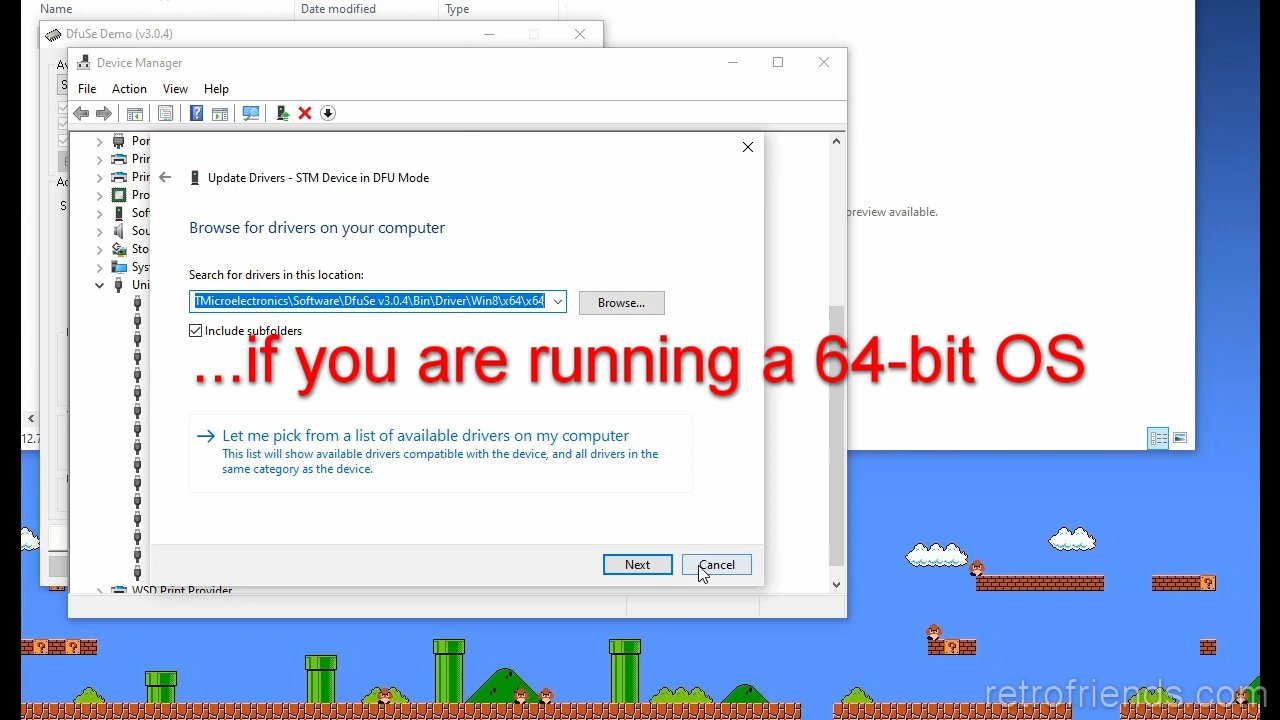 Name Date modified Type
DfuSe Demo (v3.0.4)
Device Manager
File Action View Help
Update Drivers - STM Device in DFU Mode
Browse for drivers on your computer
preview available.
Search for drivers in this location:
TMicroelectronics\Software\DfuSe v3.0.4\Bin\Driver\Win8\x64\x64
Browse...
Include subfolders
...if you are running a 64-bit OS
Let me pick from a list of available drivers on my computer
This list will show available drivers compatible with the device, and all drivers in the
same category as the device.
Next Cancel
WSD Print Provider
retrofriends.com